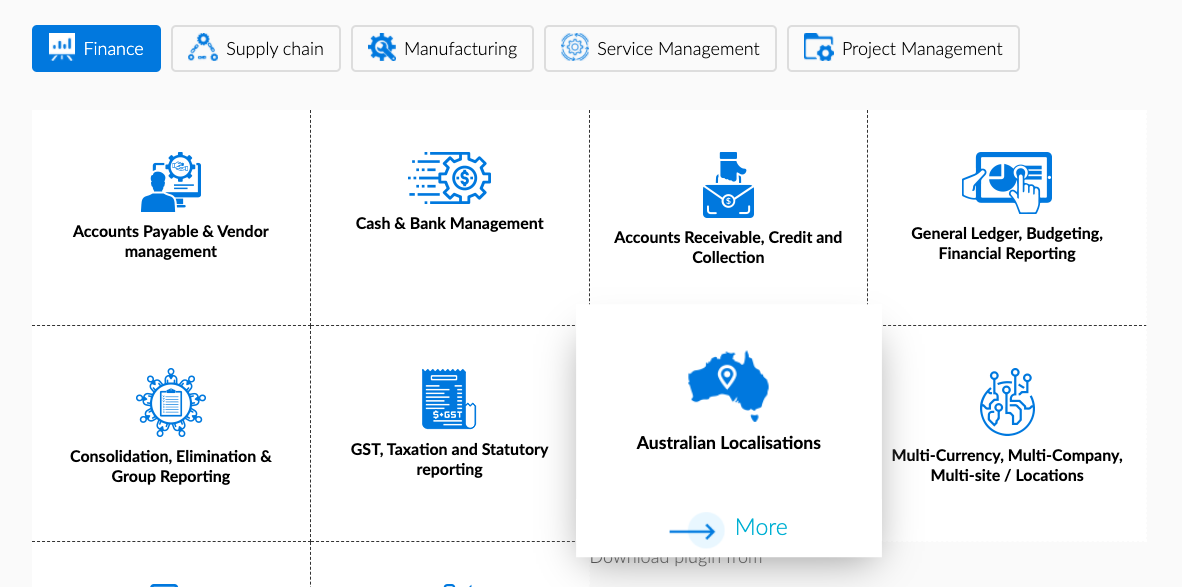 Finance
Supply chain
Manufacturing
Service Management
Project Management
Accounts Payable & Vendor
management
Cash & Bank Management
Accounts Receivable, Credit and
Collection
General Ledger, Budgeting,
Financial Reporting
Consolidation, Elimination &
Group Reporting
$+GST
GST, Taxation and Statutory
reporting
Australian Localisations
More
Multi-Currency, Multi-Company,
Multi-site / Locations
Download plugin from